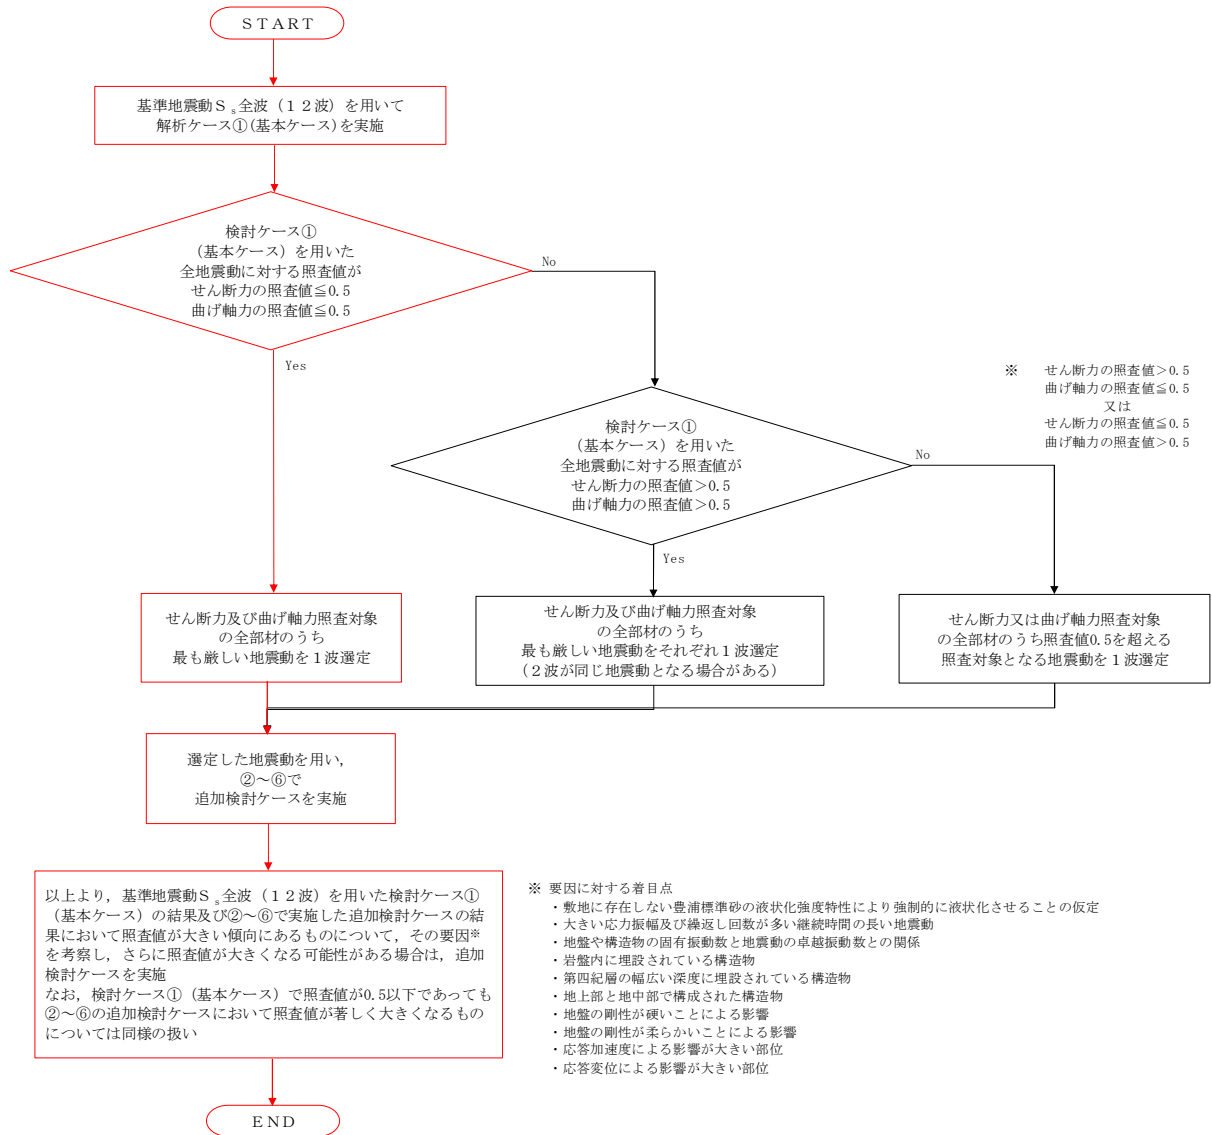 ＳＴＡＲＴ
基準地震動Ｓs全波（１２波）を用いて
解析ケース①(基本ケース)を実施
検討ケース①
（基本ケース）を用いた
全地震動に対する照査値が
せん断力の照査値≦0.5
曲げ軸力の照査値≦0.5
No
Yes
※　せん断力の照査値>0.5
曲げ軸力の照査値≦0.5
又は
せん断力の照査値≦0.5
曲げ軸力の照査値>0.5
検討ケース①
（基本ケース）を用いた
全地震動に対する照査値が
せん断力の照査値>0.5
曲げ軸力の照査値>0.5
No
Yes
せん断力及び曲げ軸力照査対象
の全部材のうち
最も厳しい地震動を１波選定
せん断力及び曲げ軸力照査対象
の全部材のうち
最も厳しい地震動をそれぞれ１波選定
（２波が同じ地震動となる場合がある）
せん断力又は曲げ軸力照査対象
の全部材のうち照査値0.5を超える
照査対象となる地震動を１波選定
選定した地震動を用い，
②～⑥で
追加検討ケースを実施
以上より，基準地震動Ｓs全波（１２波）を用いた検討ケース①
（基本ケース）の結果及び②～⑥で実施した追加検討ケースの結
果において照査値が大きい傾向にあるものについて，その要因※
を考察し，さらに照査値が大きくなる可能性がある場合は，追加
検討ケースを実施
なお，検討ケース①（基本ケース）で照査値が0.5以下であっても
②～⑥の追加検討ケースにおいて照査値が著しく大きくなるもの
については同様の扱い
※ 要因に対する着目点
・敷地に存在しない豊浦標準砂の液状化強度特性により強制的に液状化させることの仮定
・大きい応力振幅及び繰返し回数が多い継続時間の長い地震動
・地盤や構造物の固有振動数と地震動の卓越振動数との関係
・岩盤内に埋設されている構造物
・第四紀層の幅広い深度に埋設されている構造物
・地上部と地中部で構成された構造物
・地盤の剛性が硬いことによる影響
・地盤の剛性が柔らかいことによる影響
・応答加速度による影響が大きい部位
・応答変位による影響が大きい部位
ＥＮＤ